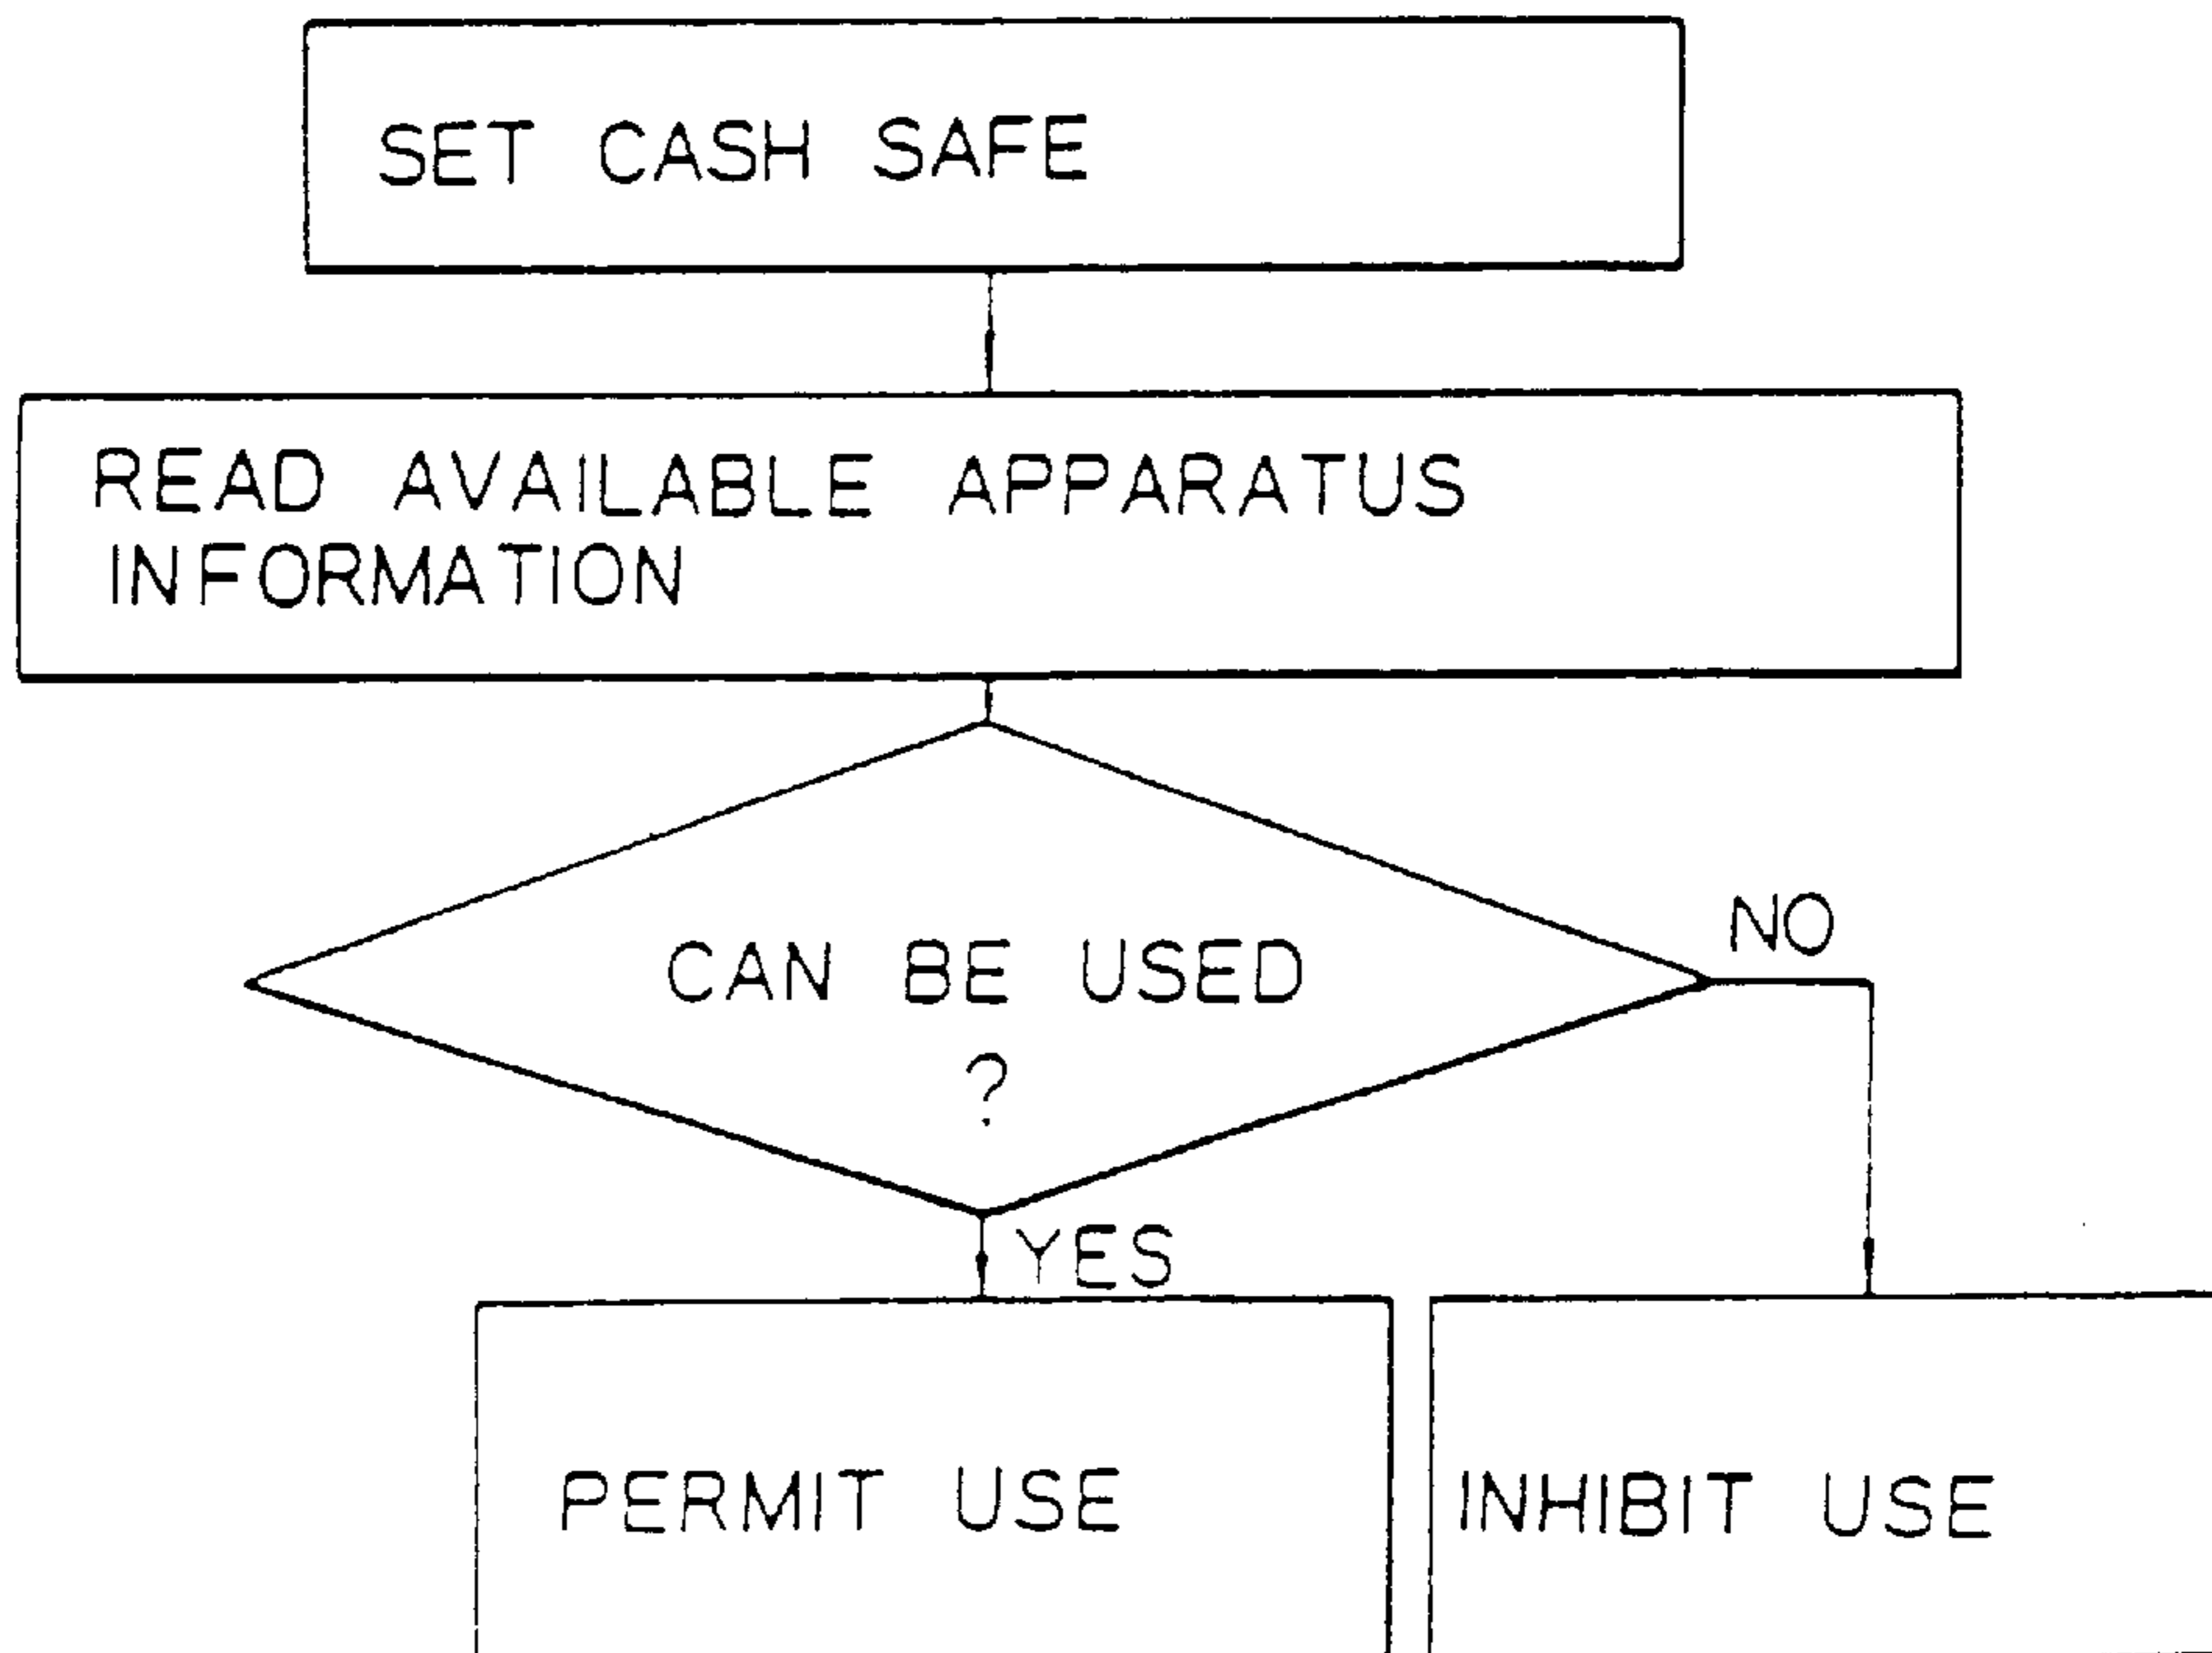 SET CASH SAFE
READ AVAILABLE APPARATUS
INFORMATION
CAN BE USED
?
NO
YES
PERMIT USE
INHIBIT USE